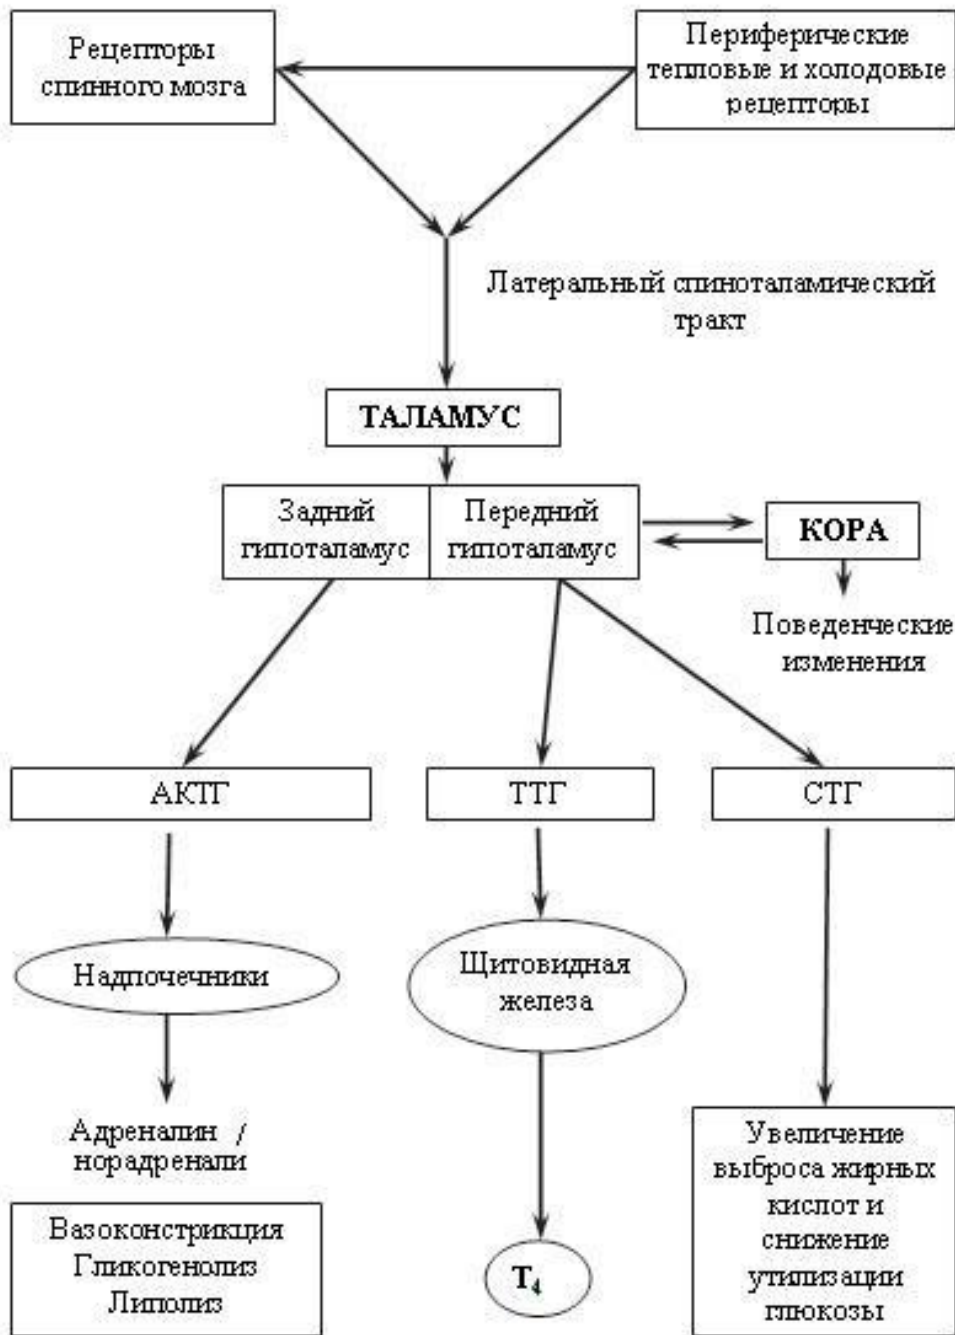 Рецепторы
спинного мозга
Периферические
тепловые и холодовые
рецепторы
Латеральный спиноталамический
тракт
ТАЛАМУС
Задний
гипоталамус
Передний
гипоталамус
КОРА
Поведенческие
изменения
АКТГ
ТТГ
СТГ
Надпочечники
Щитовидная
железа
Адреналин /
норадренали
Вазоконстрикция
Гликогенолиз
Липолиз
T₄
Увеличение
выброса жирных
кислот и
снижение
утилизации
глюкозы